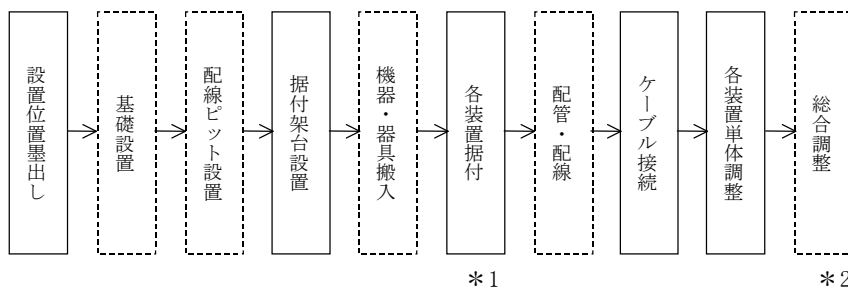 設置位置墨出し
基礎設置
配線ピット設置
据付架台設置
機器・器具搬入
各装置据付
配管・配線
ケーブル接続
各装置単体調整
総合調整
*1
*2